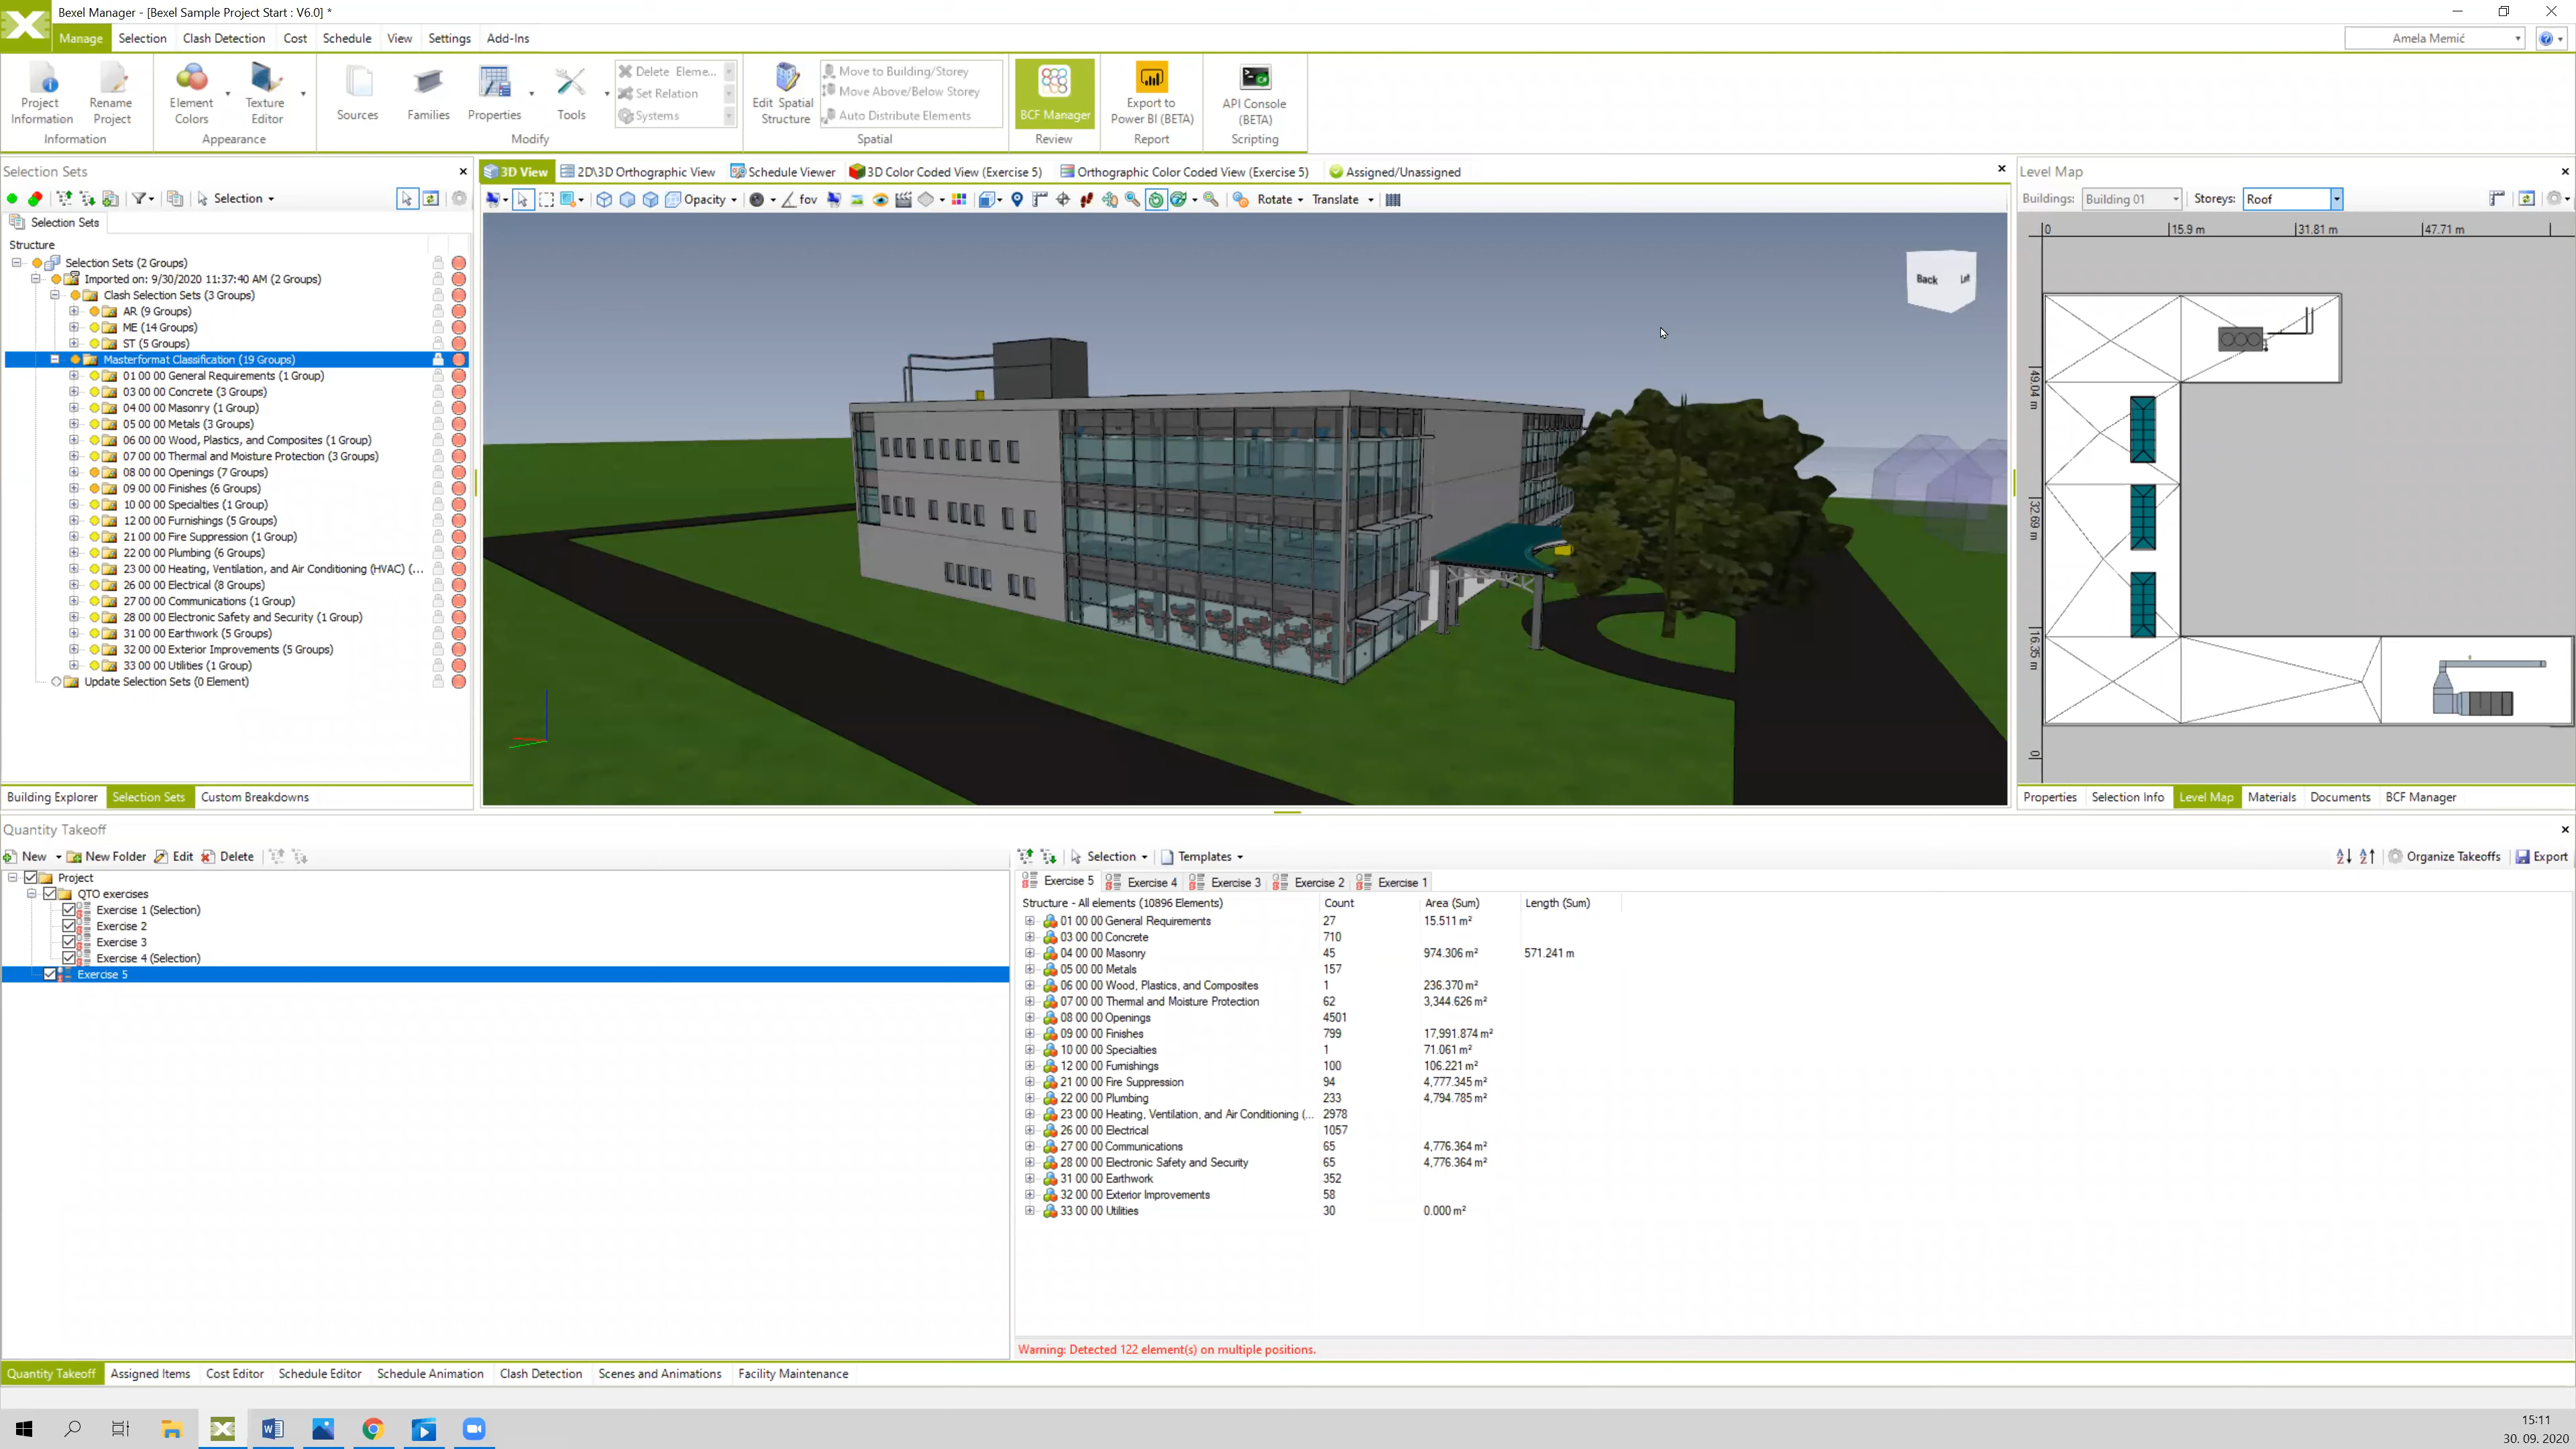 Bexel Manager - [Bexel Sample Project Start : V6.0] *
Manage Selection Clash Detection Cost Schedule View Settings Add-Ins
Amela Memić
Project Information
Rename Project
Information
Element Colors
Texture Editor
Appearance
Sources
Families
Properties
Tools
Delete Eleme...
Set Relation
Systems
Modify
Edit Spatial Structure
Move to Building/Storey
Move Above/Below Storey
Auto Distribute Elements
Spatial
BCF Manager
Review
Export to Power BI (BETA)
Report
API Console (BETA)
Scripting
Selection Sets
Selection
Selection Sets
Structure
Selection Sets (2 Groups)
Imported on: 9/30/2020 11:37:40 AM (2 Groups)
Clash Selection Sets (3 Groups)
AR (9 Groups)
ME (14 Groups)
ST (5 Groups)
Masterformat Classification (19 Groups)
01 00 00 General Requirements (1 Group)
03 00 00 Concrete (3 Groups)
04 00 00 Masonry (1 Group)
05 00 00 Metals (3 Groups)
06 00 00 Wood, Plastics, and Composites (1 Group)
07 00 00 Thermal and Moisture Protection (3 Groups)
08 00 00 Openings (7 Groups)
09 00 00 Finishes (6 Groups)
10 00 00 Specialties (1 Group)
12 00 00 Furnishings (5 Groups)
21 00 00 Fire Suppression (1 Group)
22 00 00 Plumbing (6 Groups)
23 00 00 Heating, Ventilation, and Air Conditioning (HVAC) (...
26 00 00 Electrical (8 Groups)
27 00 00 Communications (1 Group)
28 00 00 Electronic Safety and Security (1 Group)
31 00 00 Earthwork (5 Groups)
32 00 00 Exterior Improvements (5 Groups)
33 00 00 Utilities (1 Group)
Update Selection Sets (0 Element)
Building Explorer Selection Sets Custom Breakdowns
3D View 2D\3D Orthographic View Schedule Viewer 3D Color Coded View (Exercise 5) Orthographic Color Coded View (Exercise 5) Assigned/Unassigned
Opacity fov Rotate Translate
Back Left
Level Map
Buildings: Building 01 Storeys: Roof
0 15.9 m 31.81 m 47.71 m
49.04 m
32.69 m
16.35 m
0
Properties Selection Info Level Map Materials Documents BCF Manager
Quantity Takeoff
New New Folder Edit Delete
Project
QTO exercises
Exercise 1 (Selection)
Exercise 2
Exercise 3
Exercise 4 (Selection)
Exercise 5
Selection Templates Organize Takeoffs Export
Exercise 5 Exercise 4 Exercise 3 Exercise 2 Exercise 1
Structure - All elements (10896 Elements) Count Area (Sum) Length (Sum)
01 00 00 General Requirements 27 15.511 m²
03 00 00 Concrete 710
04 00 00 Masonry 45 974.306 m² 571.241 m
05 00 00 Metals 157
06 00 00 Wood, Plastics, and Composites 1 236.370 m²
07 00 00 Thermal and Moisture Protection 62 3,344.626 m²
08 00 00 Openings 4501
09 00 00 Finishes 799 17,991.874 m²
10 00 00 Specialties 1 71.061 m²
12 00 00 Furnishings 100 106.221 m²
21 00 00 Fire Suppression 94 4,777.345 m²
22 00 00 Plumbing 233 4,794.785 m²
23 00 00 Heating, Ventilation, and Air Conditioning (... 2978
26 00 00 Electrical 1057
27 00 00 Communications 65 4,776.364 m²
28 00 00 Electronic Safety and Security 65 4,776.364 m²
31 00 00 Earthwork 352
32 00 00 Exterior Improvements 58
33 00 00 Utilities 30 0.000 m²
Warning: Detected 122 element(s) on multiple positions.
Quantity Takeoff Assigned Items Cost Editor Schedule Editor Schedule Animation Clash Detection Scenes and Animations Facility Maintenance
15:11
30. 09. 2020